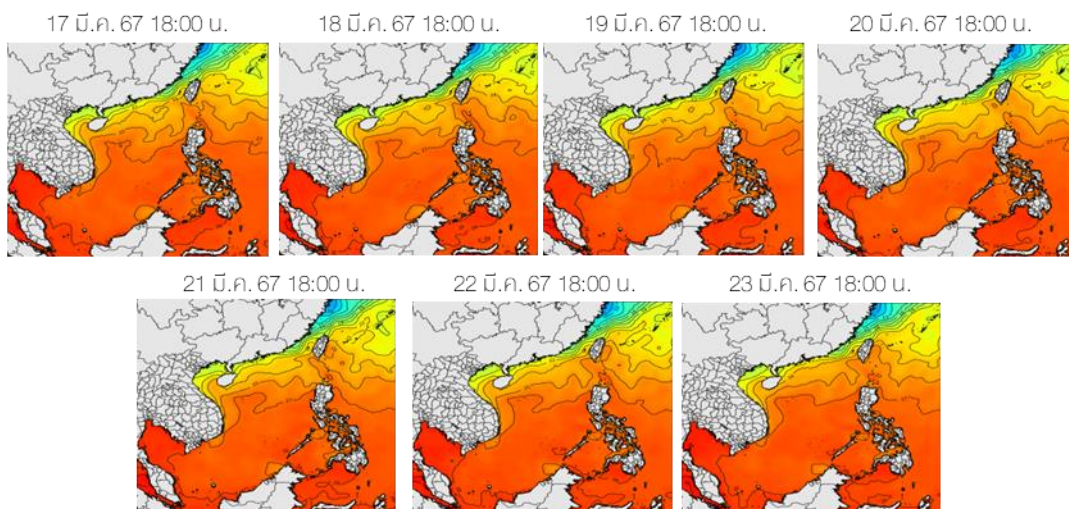 17 มี.ค. 67 18:00 น.
18 มี.ค. 67 18:00 น.
19 มี.ค. 67 18:00 น.
20 มี.ค. 67 18:00 น.
21 มี.ค. 67 18:00 น.
22 มี.ค. 67 18:00 น.
23 มี.ค. 67 18:00 น.